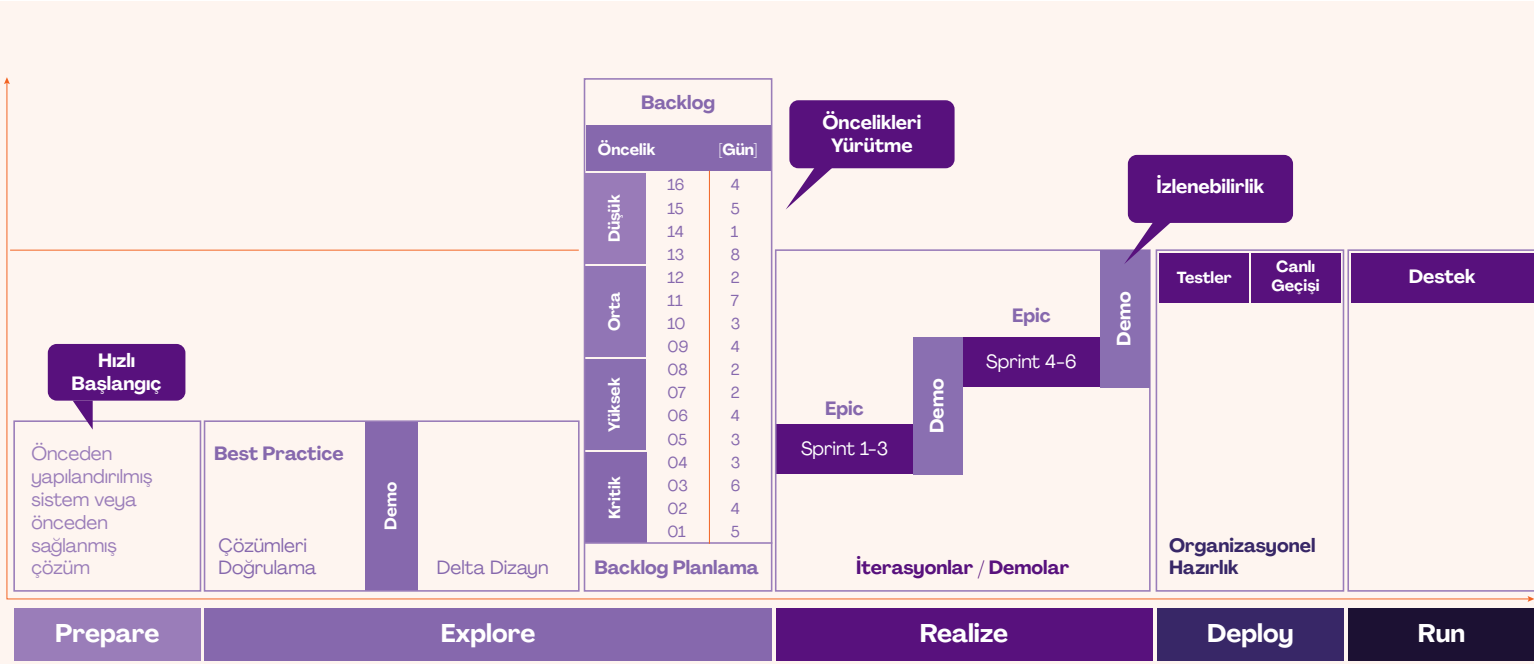 Backlog
Öncelik [Gün]
Düşük
16 4
15 5
14 1
13 8
Orta
12 2
11 7
10 3
09 4
Yüksek
08 2
07 2
06 4
05 3
Kritik
04 3
03 6
02 4
01 5
Backlog Planlama
Öncelikleri
Yürütme
İzlenebilirlik
Hızlı
Başlangıç
Önceden
yapılandırılmış
sistem veya
önceden
sağlanmış
çözüm
Best Practice
Çözümleri
Doğrulama
Demo
Delta Dizayn
Epic
Sprint 1-3
Demo
Epic
Sprint 4-6
Demo
İterasyonlar / Demolar
Testler
Canlı
Geçişi
Organizasyonel
Hazırlık
Destek
Prepare
Explore
Realize
Deploy
Run